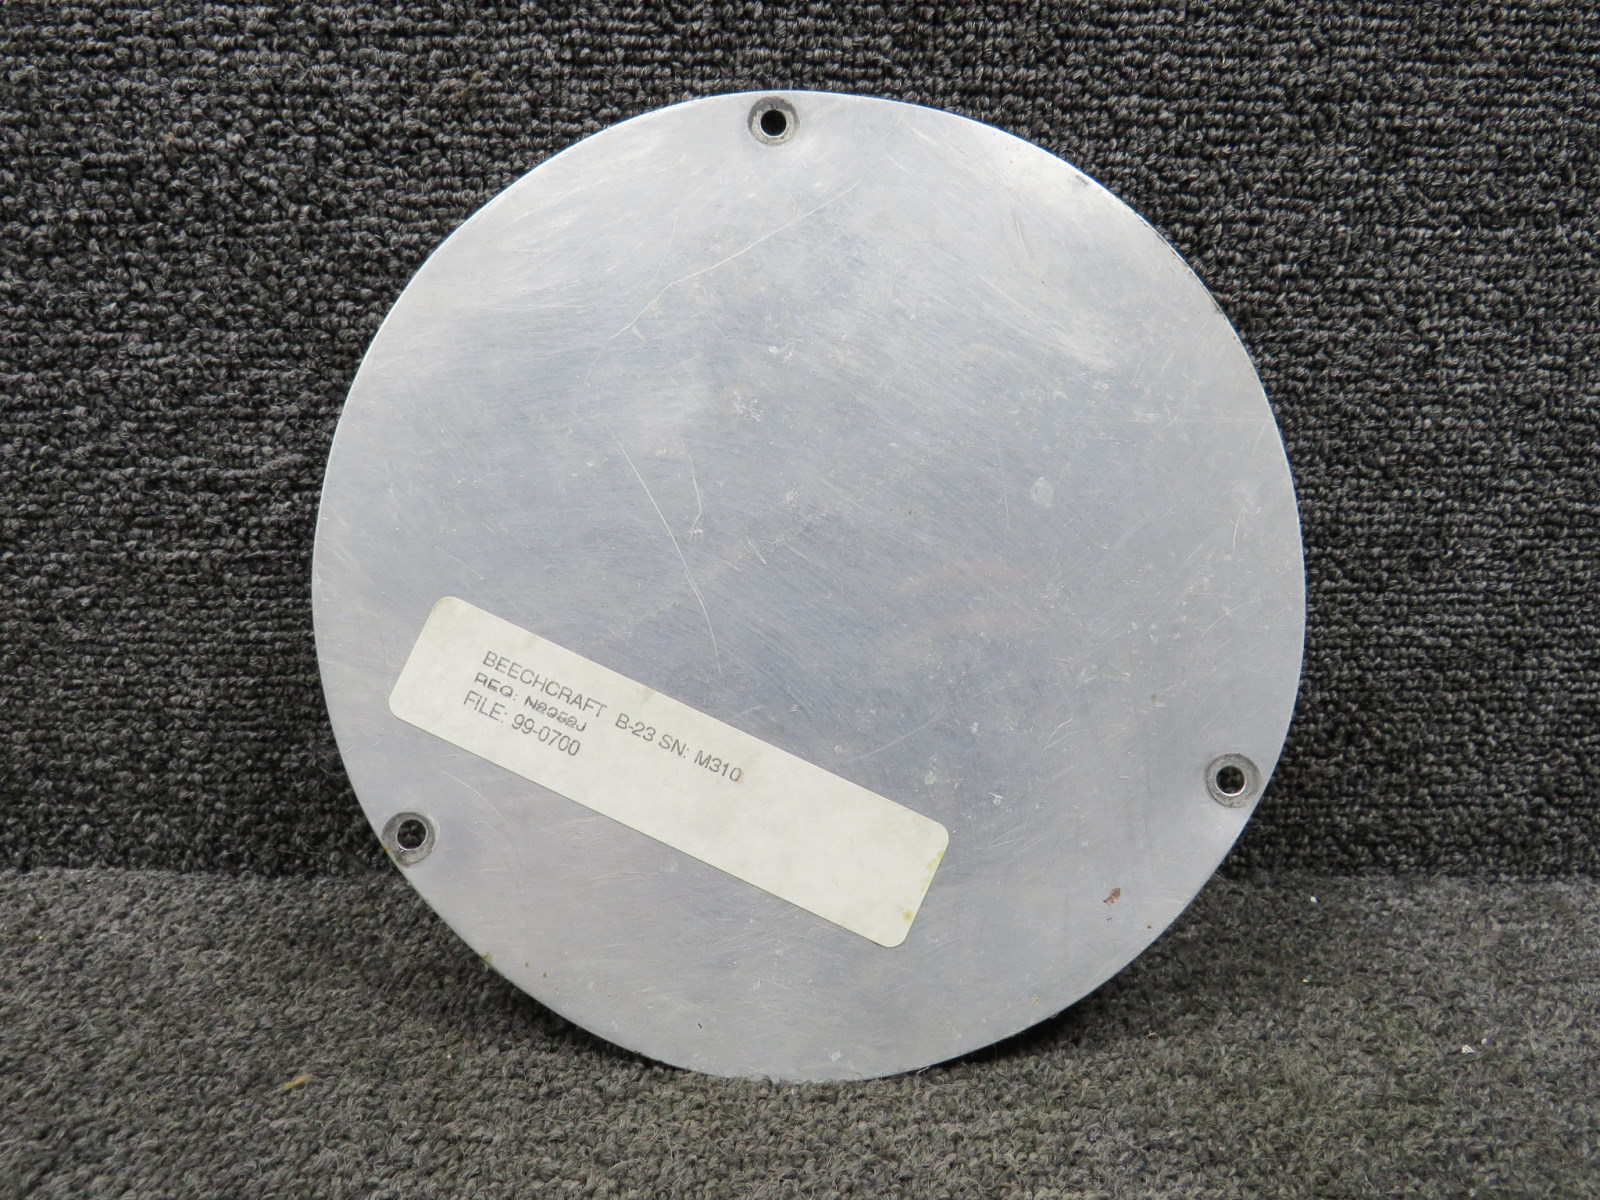 BEECHCRAFT B-23 SN: M310
REG:
FILE: 99-0700